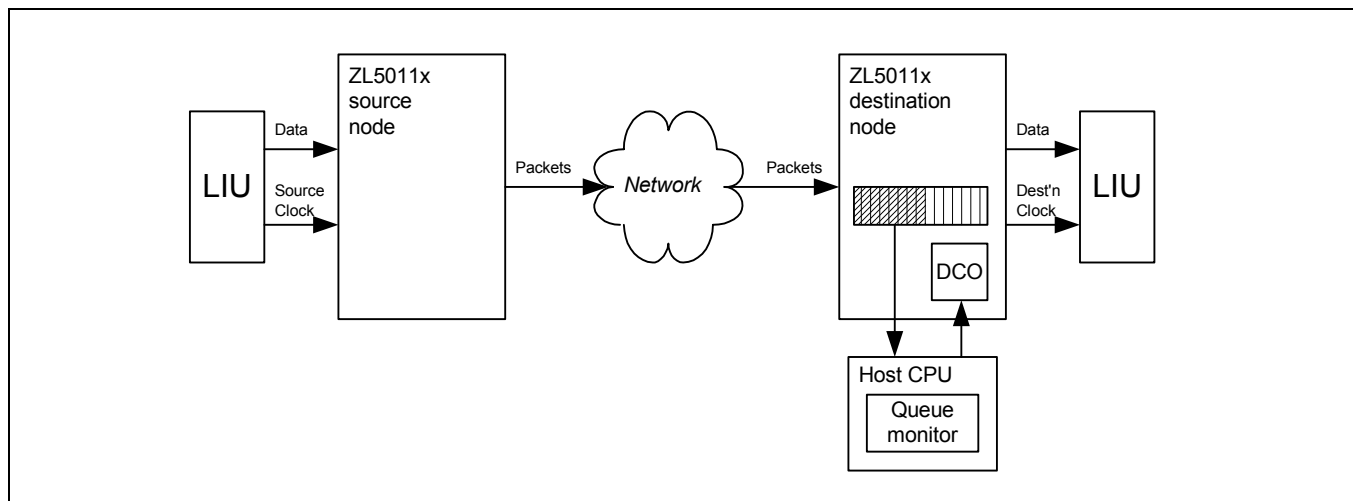 ZL5011x
source
node
LIU
Data
Source
Clock
Packets
Network
Packets
ZL5011x
destination
node
DCO
Data
Dest'n
Clock
LIU
Host CPU
Queue
monitor